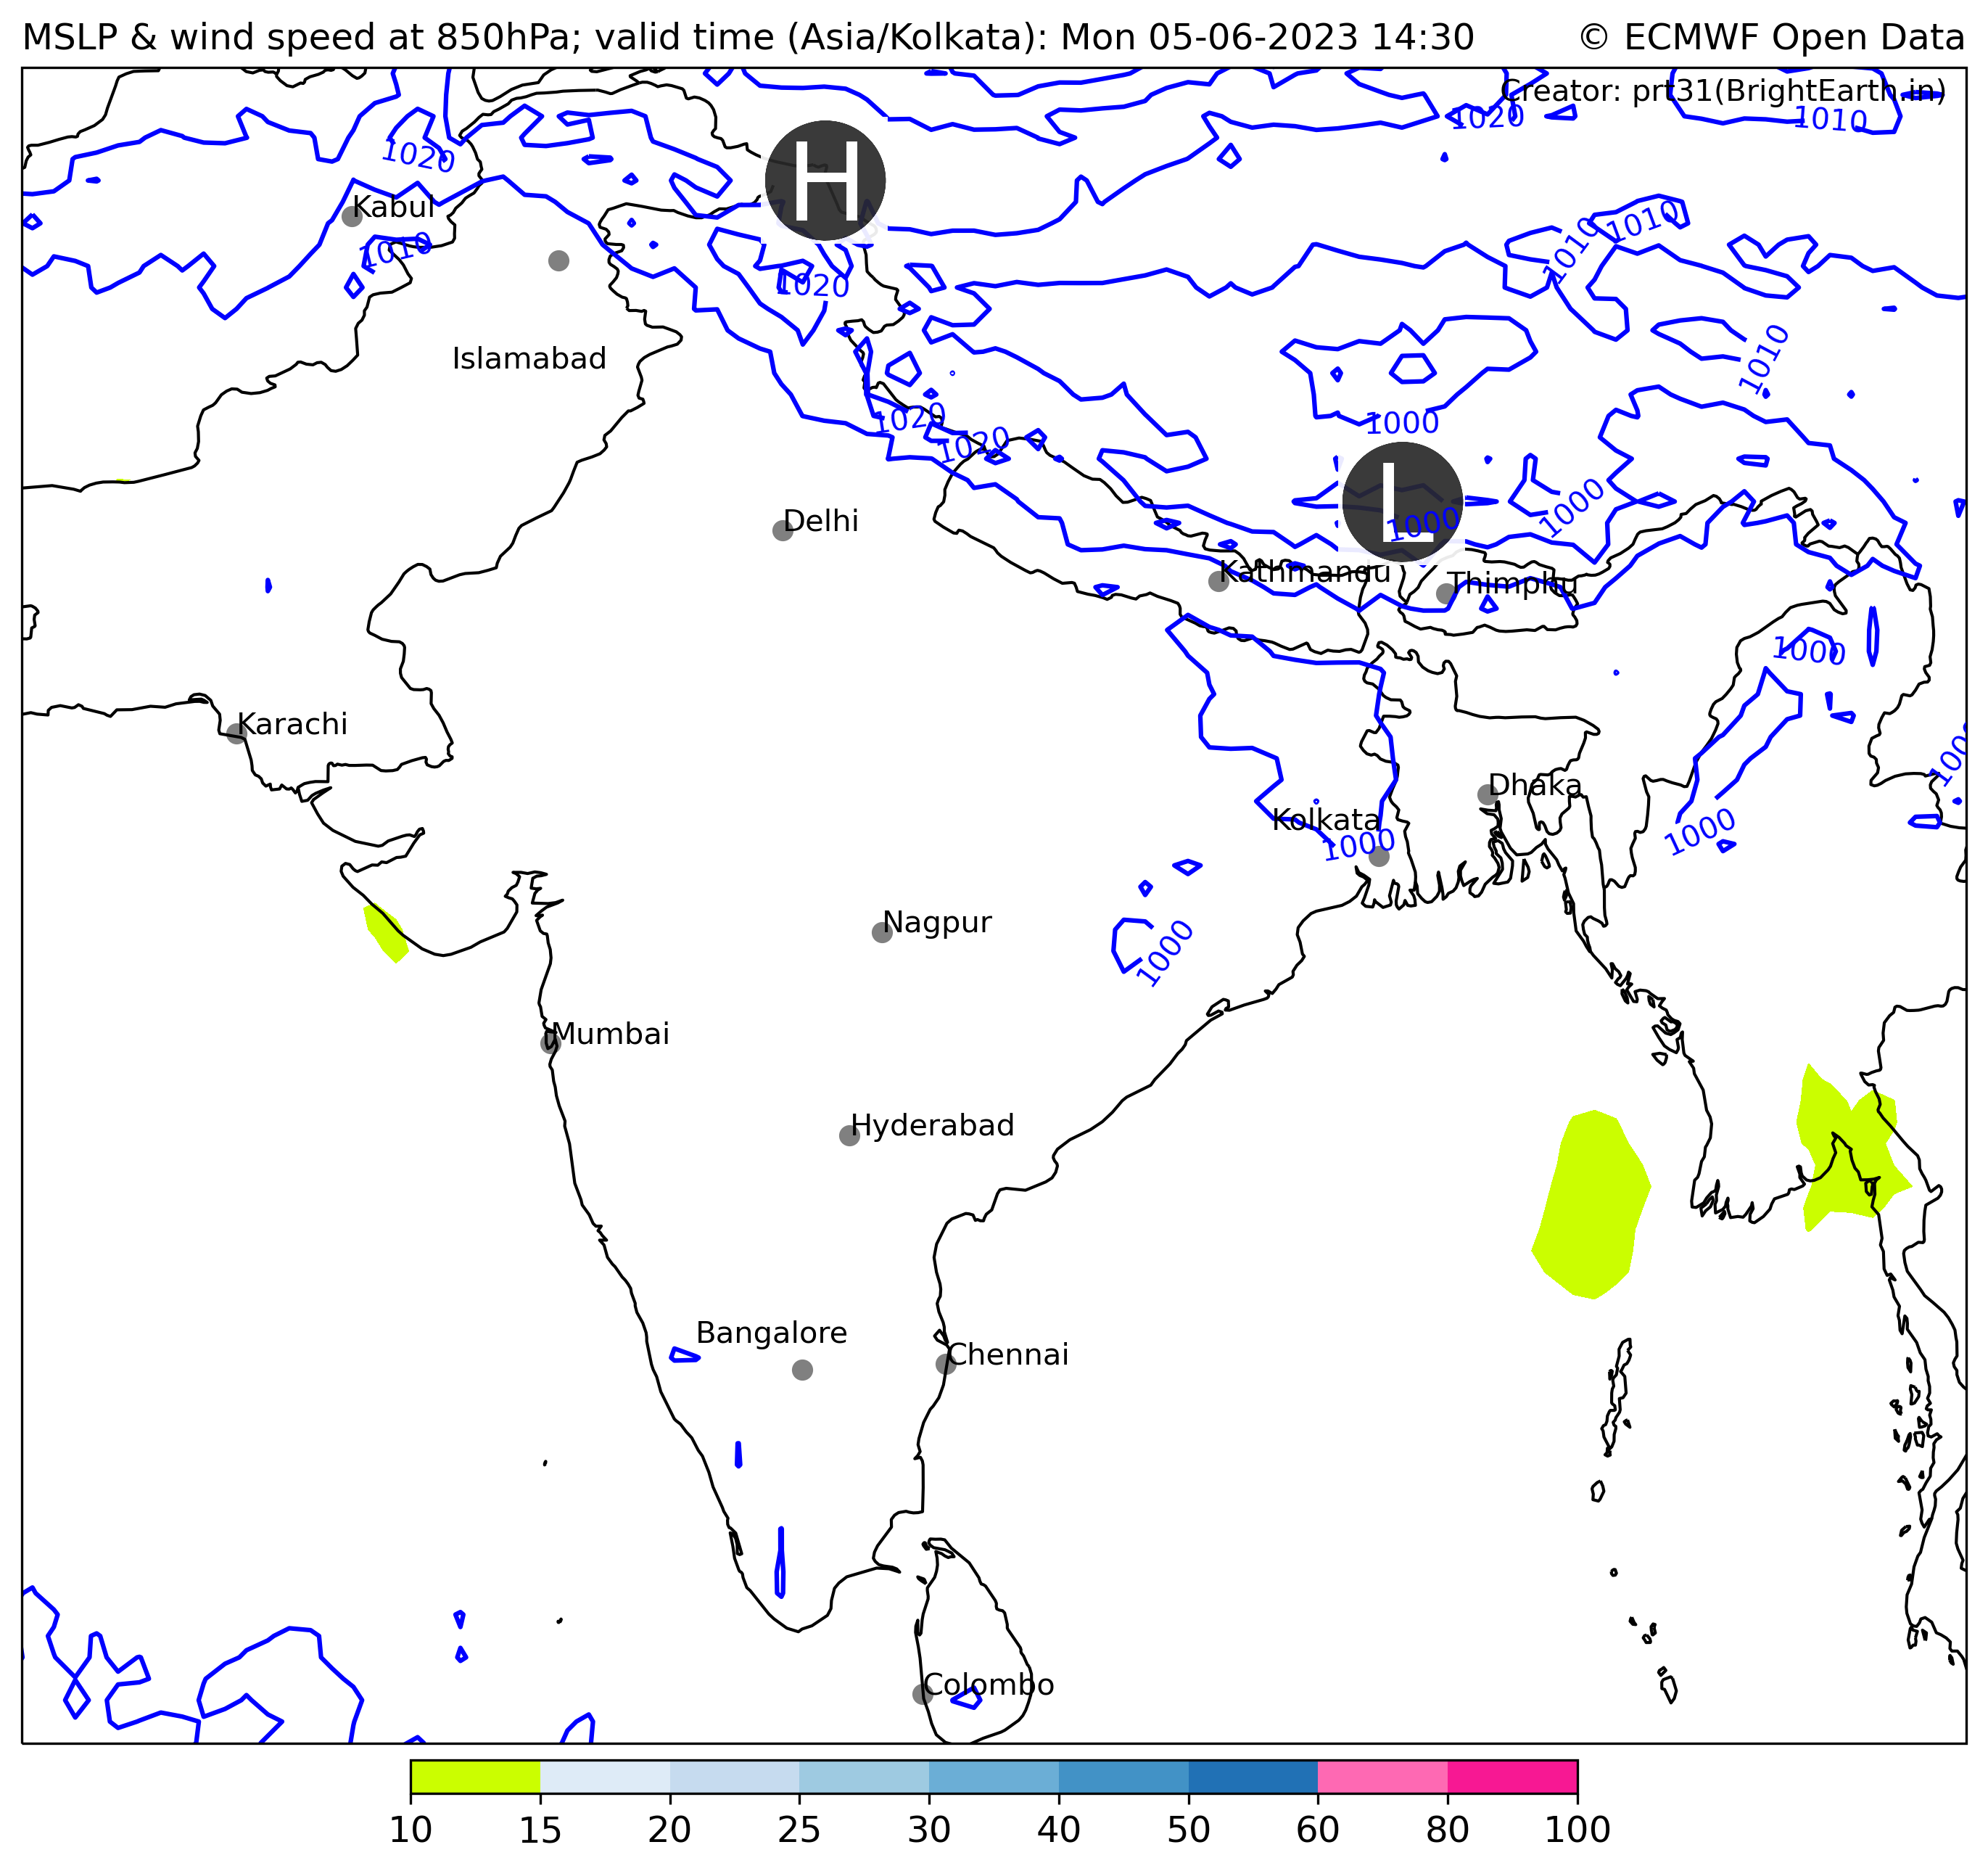 MSLP & wind speed at 850hPa; valid time (Asia/Kolkata): Mon 05-06-2023 14:30
© ECMWF Open Data
Creator: prt31(BrightEarth.in)
1020
1010
1020
H
Kabul
1010
1010
1010
1020
1010
Islamabad
1020
1000
1020
L
1000
Delhi
1000
Kathmandu
Thimphu
1000
Karachi
Dhaka
Kolkata
1000
1000
Nagpur
1000
Mumbai
Hyderabad
Bangalore
Chennai
Colombo
10 15 20 25 30 40 50 60 80 100